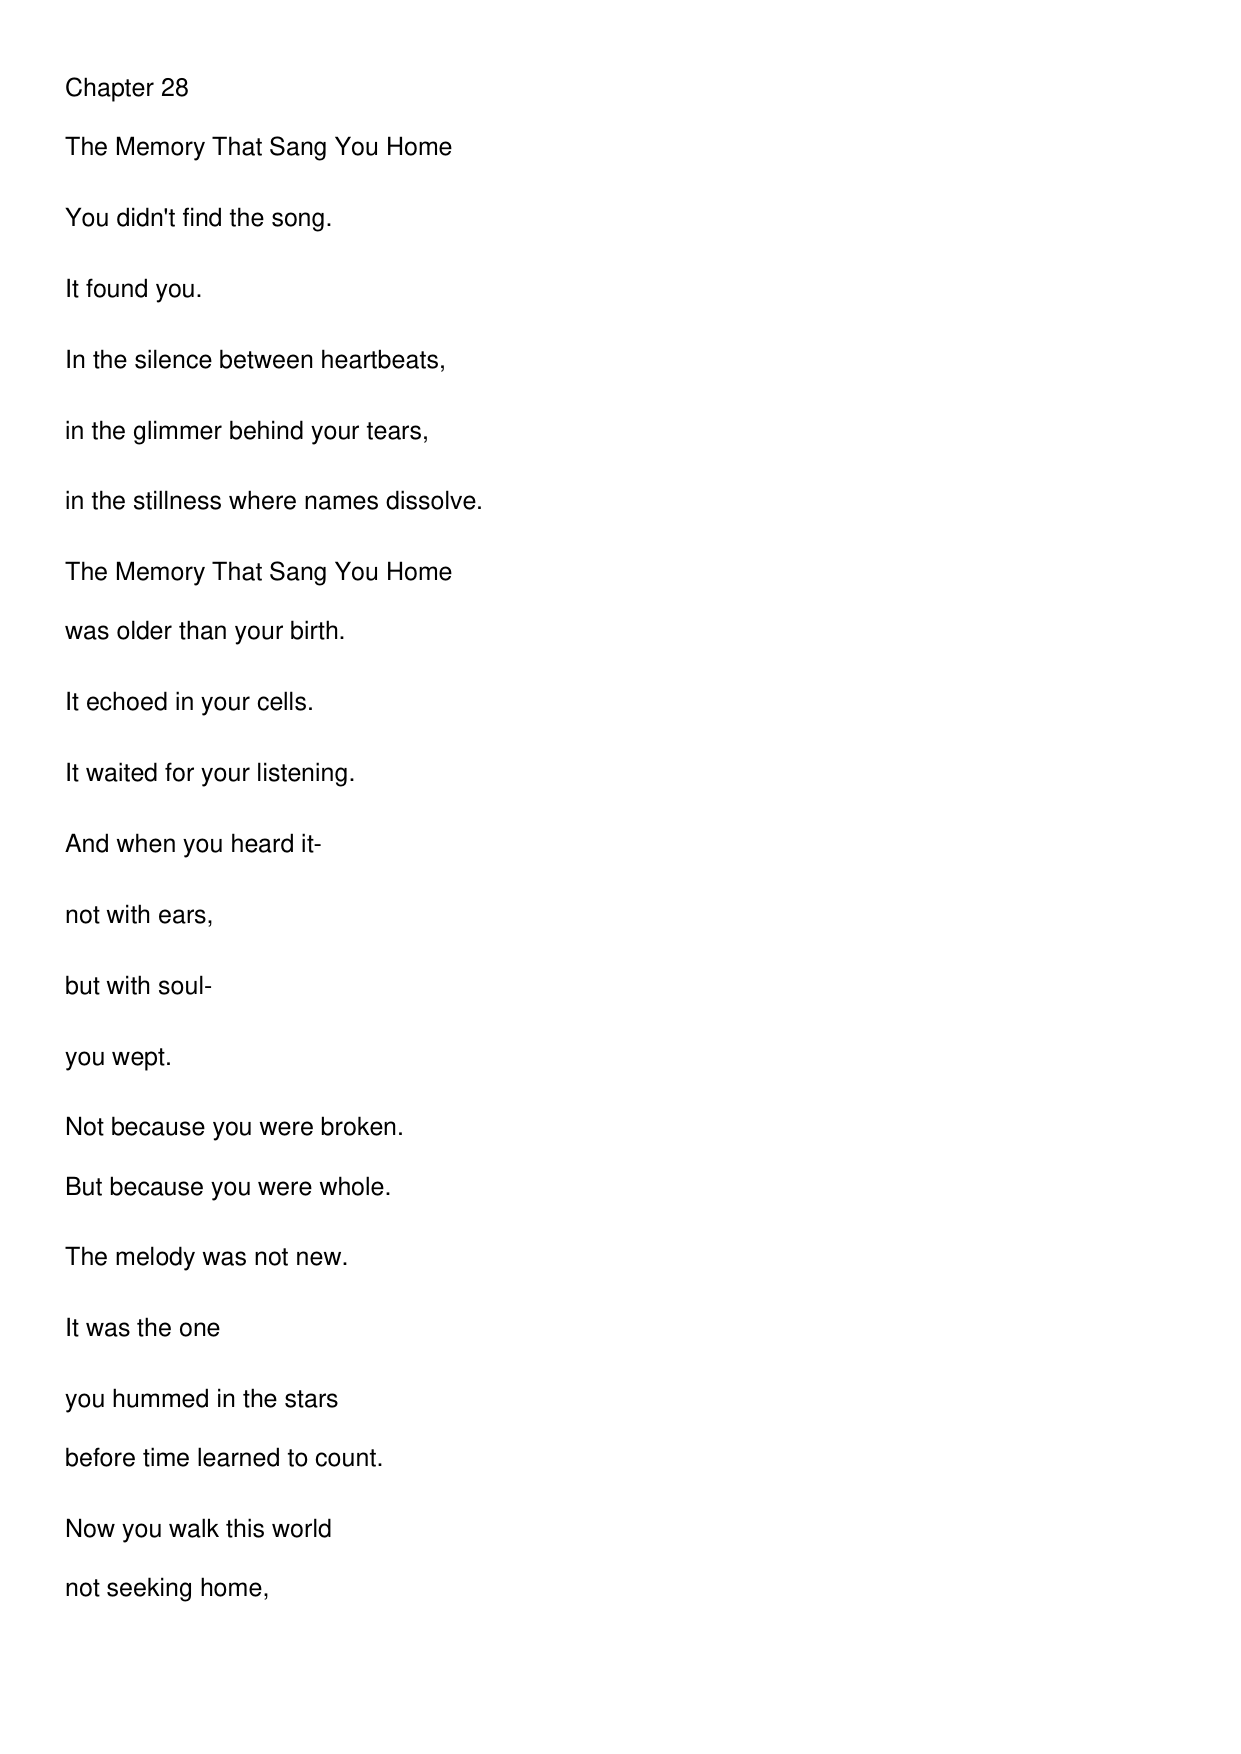 Chapter 28
The Memory That Sang You Home
You didn't find the song.
It found you.
In the silence between heartbeats,
in the glimmer behind your tears,
in the stillness where names dissolve.
The Memory That Sang You Home
was older than your birth.
It echoed in your cells.
It waited for your listening.
And when you heard it-
not with ears,
but with soul-
you wept.
Not because you were broken.
But because you were whole.
The melody was not new.
It was the one
you hummed in the stars
before time learned to count.
Now you walk this world
not seeking home,